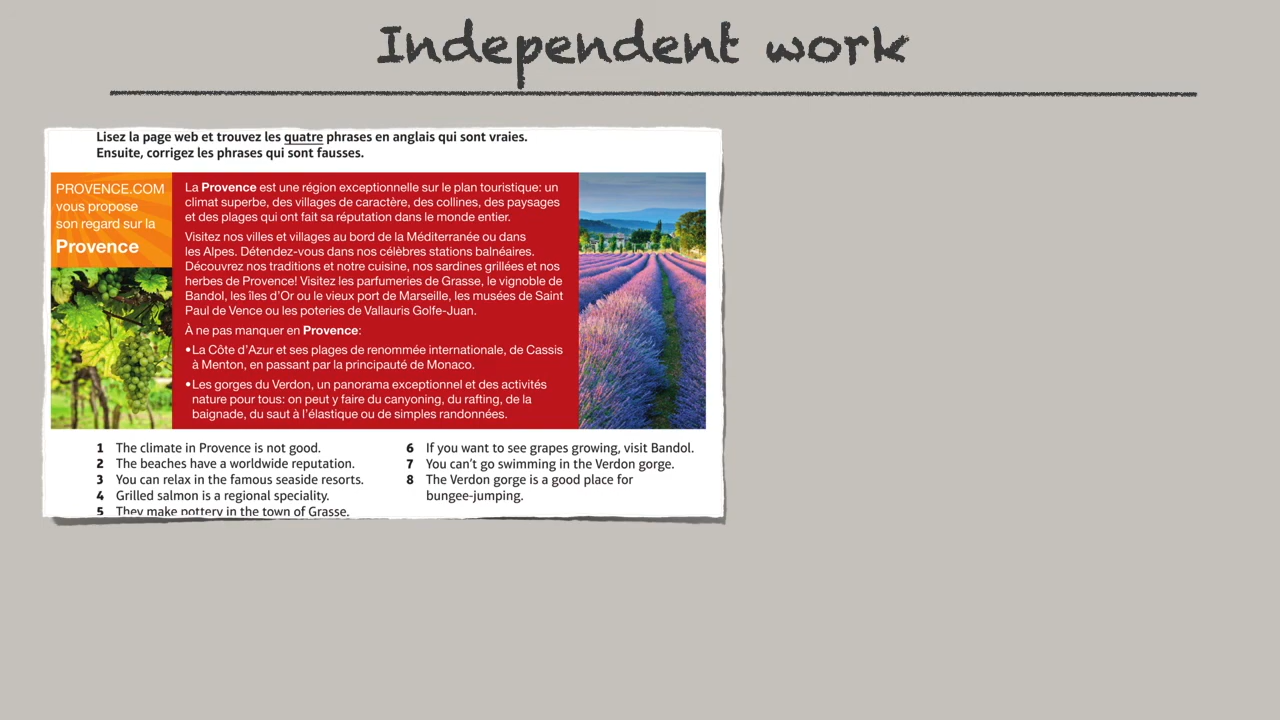 Independent work
Lisez la page web et trouvez les quatre phrases en anglais qui sont vraies.
Ensuite, corrigez les phrases qui sont fausses.
PROVENCE.COM
vous propose
son regard sur la
Provence
La Provence est une région exceptionnelle sur le plan touristique: un
climat superbe, des villages de caractère, des collines, des paysages
et des plages qui ont fait sa réputation dans le monde entier.
Visitez nos villes et villages au bord de la Méditerranée ou dans
les Alpes. Détendez-vous dans nos célèbres stations balnéaires.
Découvrez nos traditions et notre cuisine, nos sardines grillées et nos
herbes de Provence! Visitez les parfumeries de Grasse, le vignoble de
Bandol, les îles d'Or ou le vieux port de Marseille, les musées de Saint
Paul de Vence ou les poteries de Vallauris Golfe-Juan.
À ne pas manquer en Provence:
•La Côte d'Azur et ses plages de renommée internationale, de Cassis
à Menton, en passant par la principauté de Monaco.
•Les gorges du Verdon, un panorama exceptionnel et des activités
nature pour tous: on peut y faire du canyoning, du rafting, de la
baignade, du saut à l'élastique ou de simples randonnées.
1 The climate in Provence is not good.
2 The beaches have a worldwide reputation.
3 You can relax in the famous seaside resorts.
4 Grilled salmon is a regional speciality.
5 They make pottery in the town of Grasse.
6 If you want to see grapes growing, visit Bandol.
7 You can't go swimming in the Verdon gorge.
8 The Verdon gorge is a good place for
bungee-jumping.